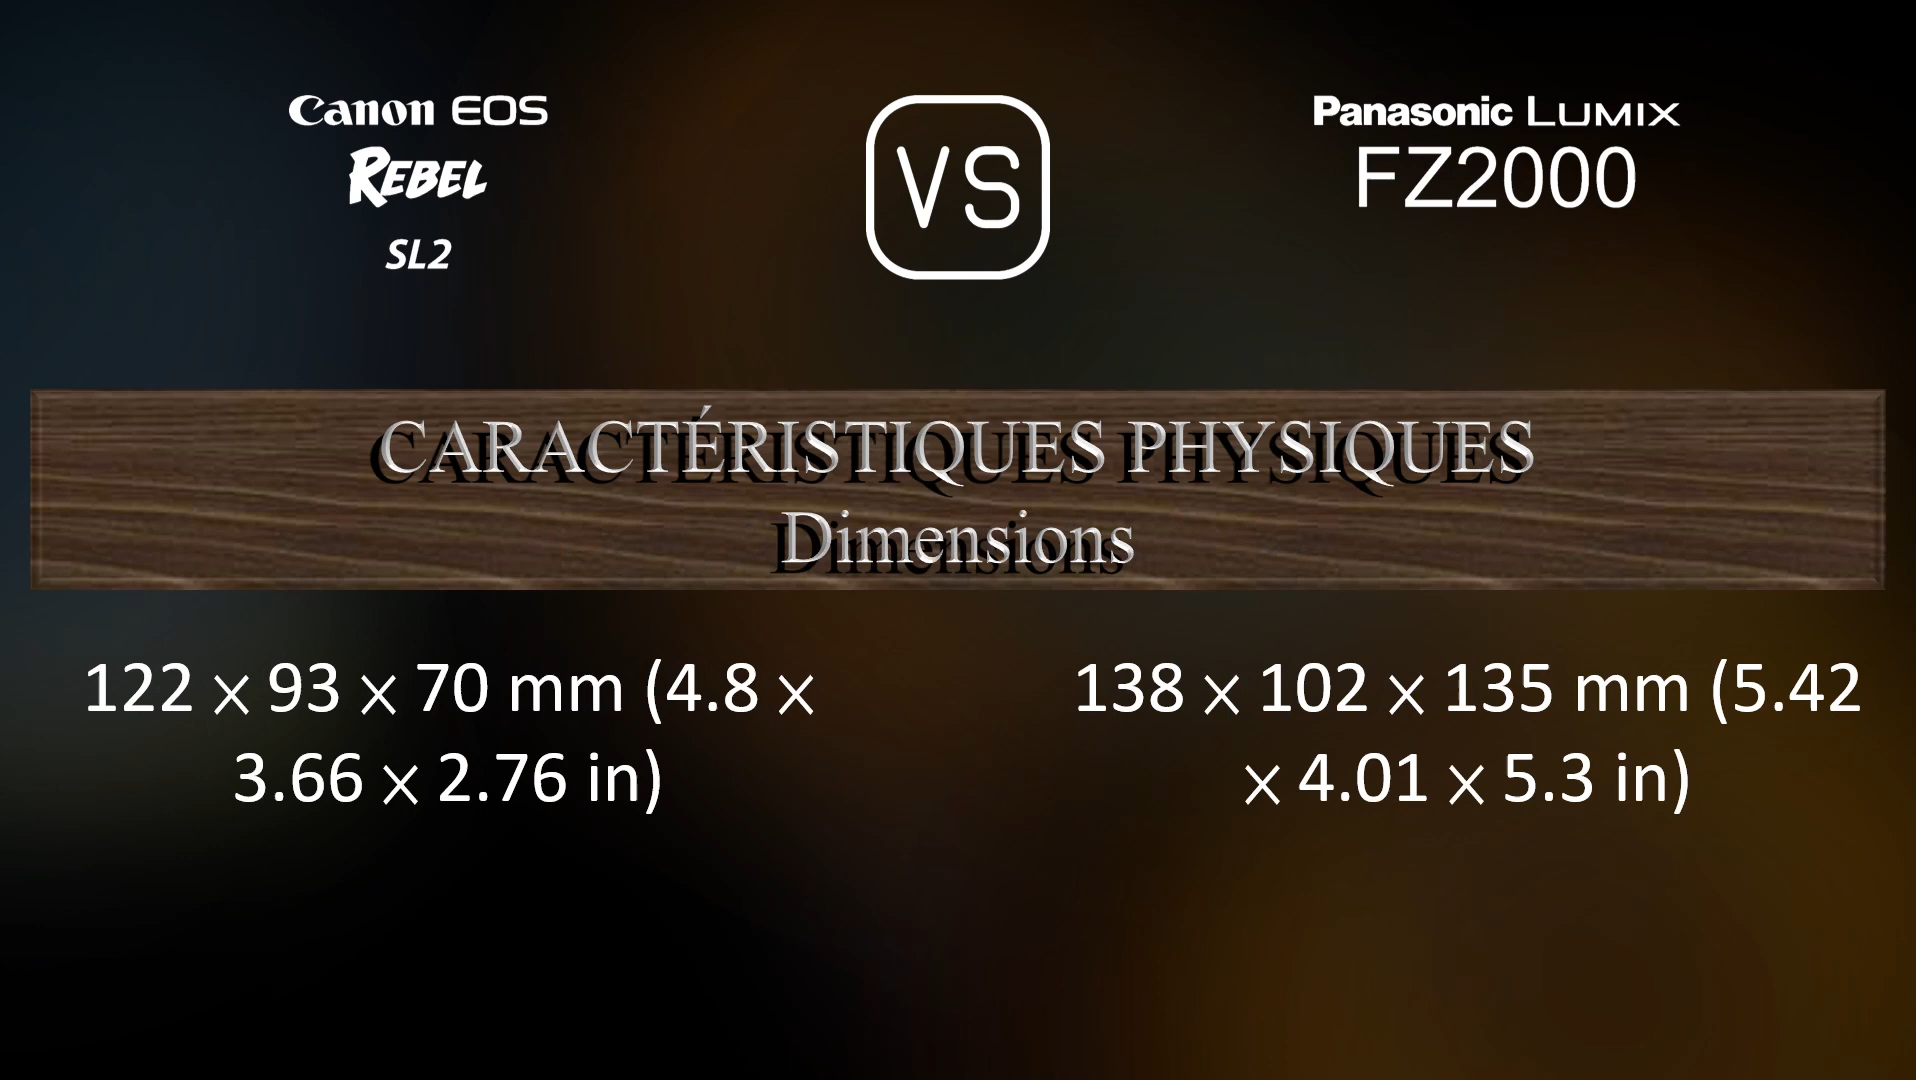 Canon EOS
REBEL
SL2
VS
Panasonic LUMIX
FZ2000
CARACTÉRISTIQUES PHYSIQUES
Dimensions
122 x 93 x 70 mm (4.8 x
3.66 x 2.76 in)
138 x 102 x 135 mm (5.42
x 4.01 x 5.3 in)